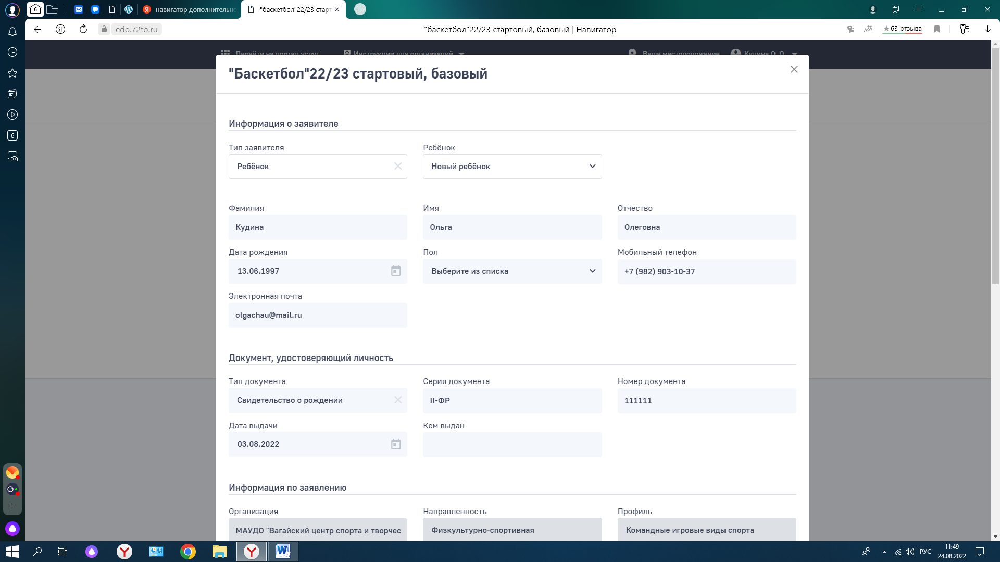 навигатор дополнительно
"баскетбол"22/23 старт
edo.72to.ru
"баскетбол"22/23 стартовый, базовый | Навигатор
★ 63 отзыва
Перейти на портал услуг
Инструкции для организаций
Ваше местоположение
Кудина О. О.
"Баскетбол"22/23 стартовый, базовый
Информация о заявителе
Тип заявителя
Ребёнок
Ребёнок
Новый ребёнок
Фамилия
Имя
Отчество
Кудина
Ольга
Олеговна
Дата рождения
Пол
Мобильный телефон
13.06.1997
Выберите из списка
+7 (982) 903-10-37
Электронная почта
olgachau@mail.ru
Документ, удостоверяющий личность
Тип документа
Серия документа
Номер документа
Свидетельство о рождении
II-ФР
111111
Дата выдачи
Кем выдан
03.08.2022
Информация по заявлению
Организация
Направленность
Профиль
МАУДО "Вагайский центр спорта и творчес
Физкультурно-спортивная
Командные игровые виды спорта
6
РУС
11:49
24.08.2022